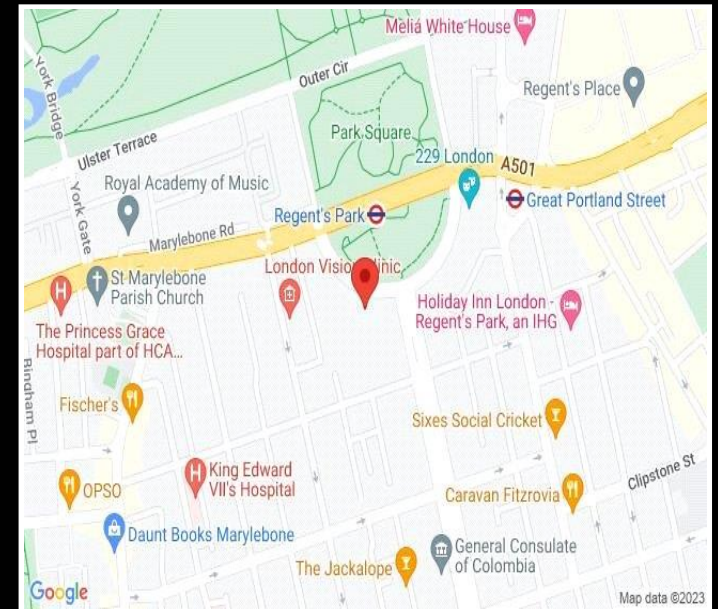 Meliá White House
Outer Cir
York Bridge
Regent's Place
Park Square
Ulster Terrace
229 London
A501
Royal Academy of Music
York Gate
Great Portland Street
Regent's Park
Marylebone Rd
London Vision Clinic
St Marylebone
Parish Church
Holiday Inn London -
Regent's Park, an IHG
The Princess Grace
Hospital part of HCA...
Fischer's
Sixes Social Cricket
King Edward
VII's Hospital
Clipstone St
OPSO
Caravan Fitzrovia
Daunt Books Marylebone
General Consulate
of Colombia
The Jackalope
Google
Map data ©2023